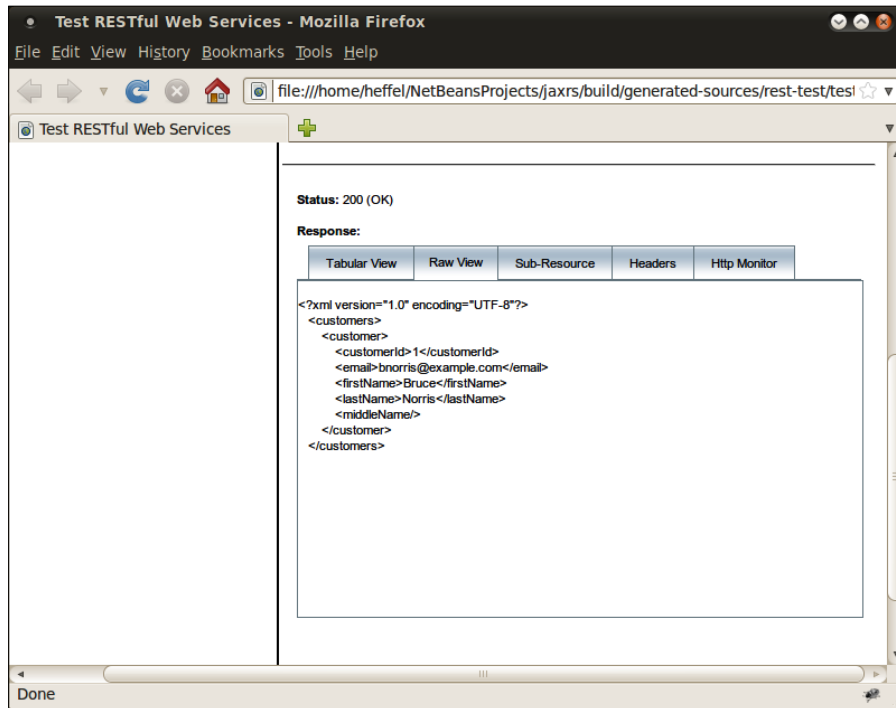 Test RESTful Web Services - Mozilla Firefox
File Edit View History Bookmarks Tools Help
file:///home/heffel/NetBeansProjects/jaxrs/build/generated-sources/rest-test/test
Test RESTful Web Services
Status: 200 (OK)
Response:
Tabular View Raw View Sub-Resource Headers Http Monitor
<?xml version="1.0" encoding="UTF-8"?>
<customers>
<customer>
<customerId>1</customerId>
<email>bnorris@example.com</email>
<firstName>Bruce</firstName>
<lastName>Norris</lastName>
<middleName/>
</customer>
</customers>
Done